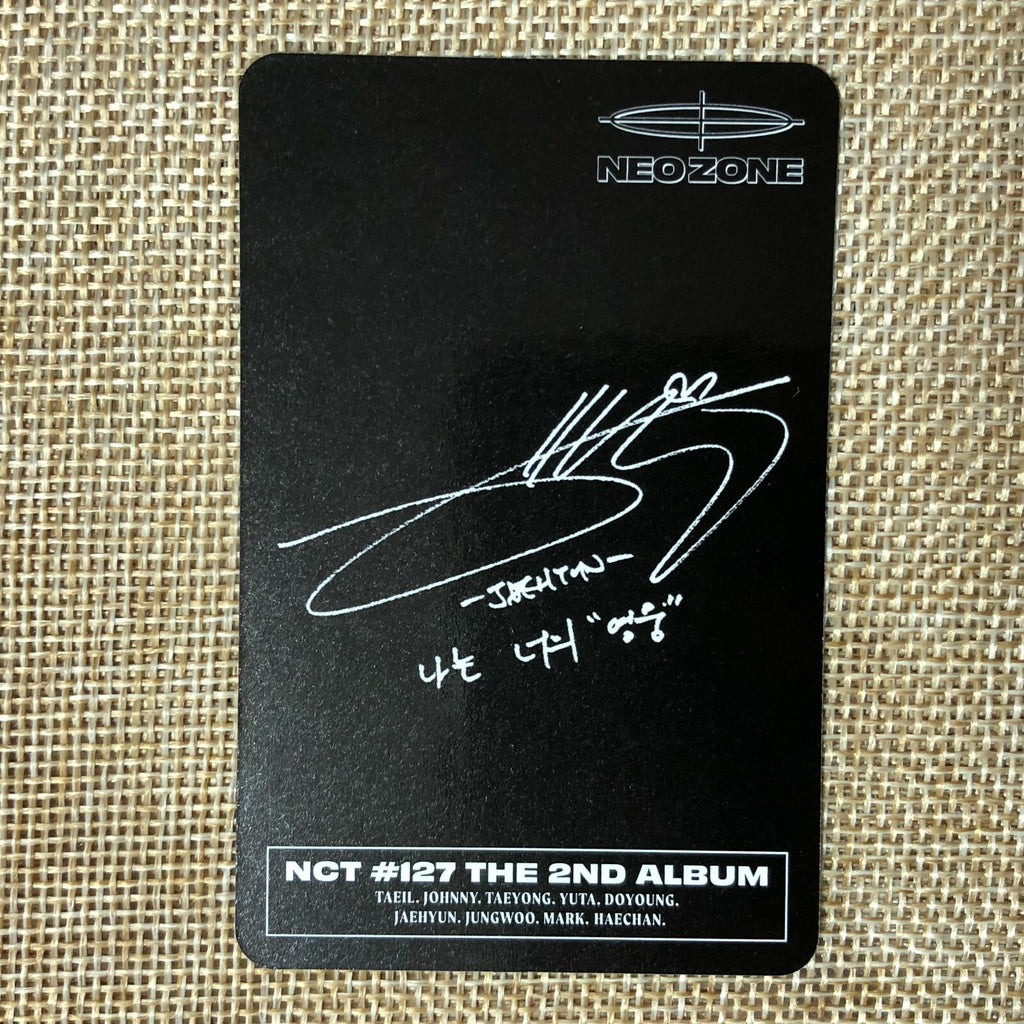 NEO ZONE
-JAEHYUN-
나는 너의 "영웅"
NCT #127 THE 2ND ALBUM
TAEIL. JOHNNY. TAEYONG. YUTA. DOYOUNG.
JAEHYUN. JUNGWOO. MARK. HAECHAN.